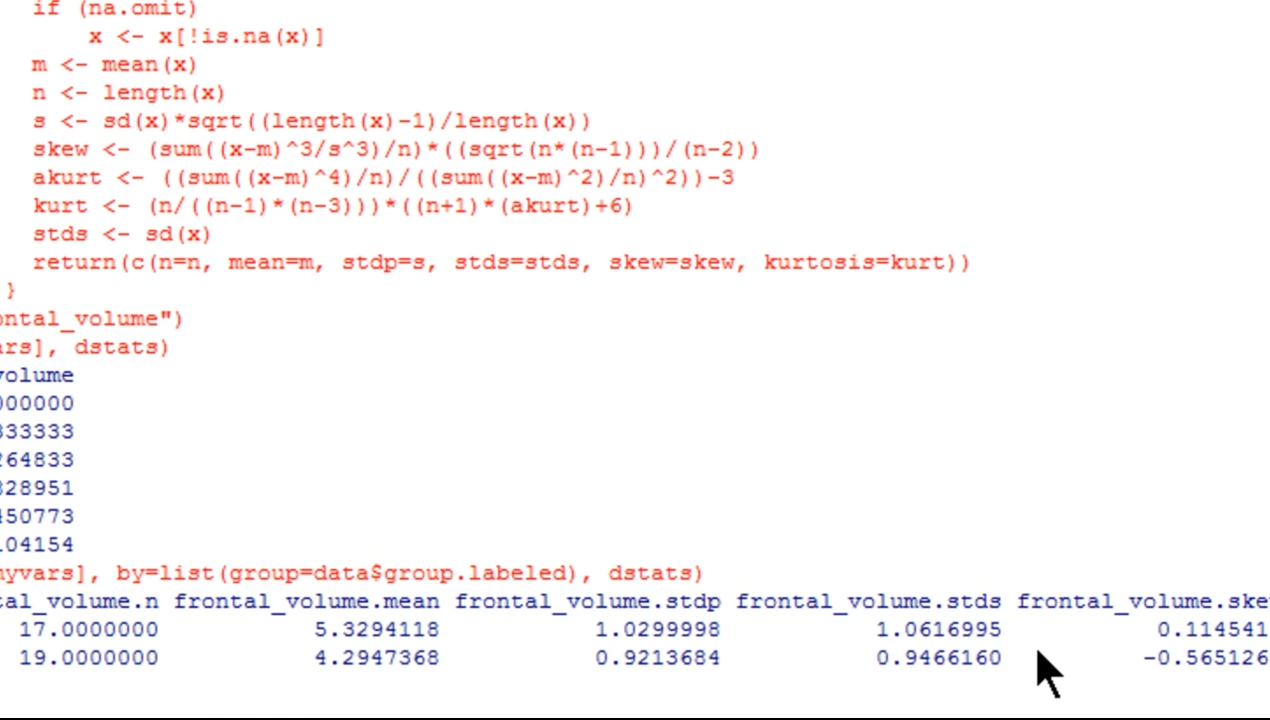 if (na.omit)
x <- x[!is.na(x)]
m <- mean(x)
n <- length(x)
s <- sd(x)*sqrt((length(x)-1)/length(x))
skew <- (sum((x-m)^3/s^3)/n)*((sqrt(n*(n-1)))/(n-2))
akurt <- ((sum((x-m)^4)/n)/((sum((x-m)^2)/n)^2))-3
kurt <- (n/((n-1)*(n-3)))*((n+1)*(akurt)+6)
stds <- sd(x)
return(c(n=n, mean=m, stdp=s, stds=stds, skew=skew, kurtosis=kurt))
}
ontal_volume")
ars], dstats)
volume
000000
333333
264833
328951
450773
104154
myvars], by=list(group=data$group.labeled), dstats)
tal_volume.n frontal_volume.mean frontal_volume.stdp frontal_volume.stds frontal_volume.ske
17.0000000 5.3294118 1.0299998 1.0616995 0.114541
19.0000000 4.2947368 0.9213684 0.9466160 -0.565126